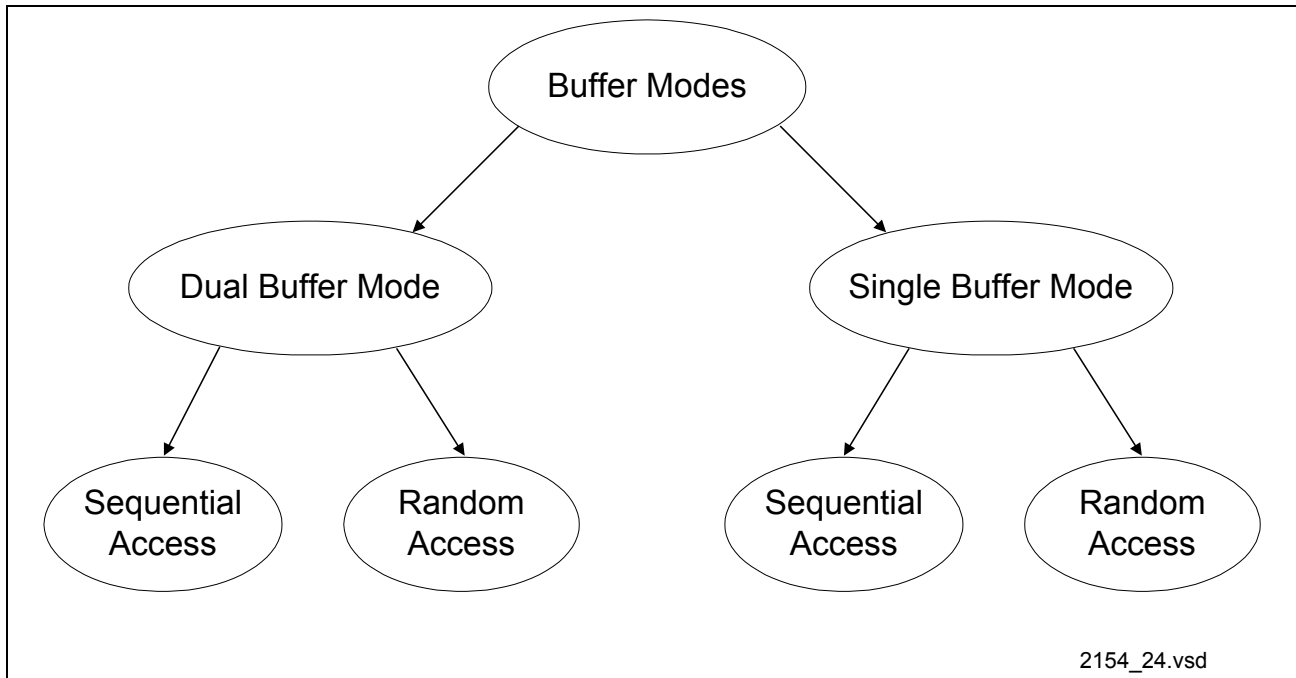 Buffer Modes
Dual Buffer Mode
Single Buffer Mode
Sequential
Access
Random
Access
Sequential
Access
Random
Access
2154_24.vsd